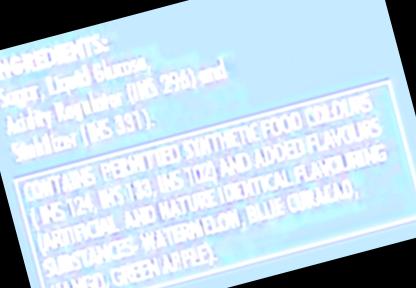 INGREDIENTS:
Sugar, Liquid Glucose,
Acidity Regulator (INS 296) and
Stabilizer (INS 331).
CONTAINS PERMITTED SYNTHETIC FOOD COLOURS
(INS 124, INS 133, INS 102) AND ADDED FLAVOURS
(ARTIFICIAL AND NATURE IDENTICAL FLAVOURING
SUBSTANCES- WATERMELON, BLUE CURACAO,
MANGO, GREEN APPLE).